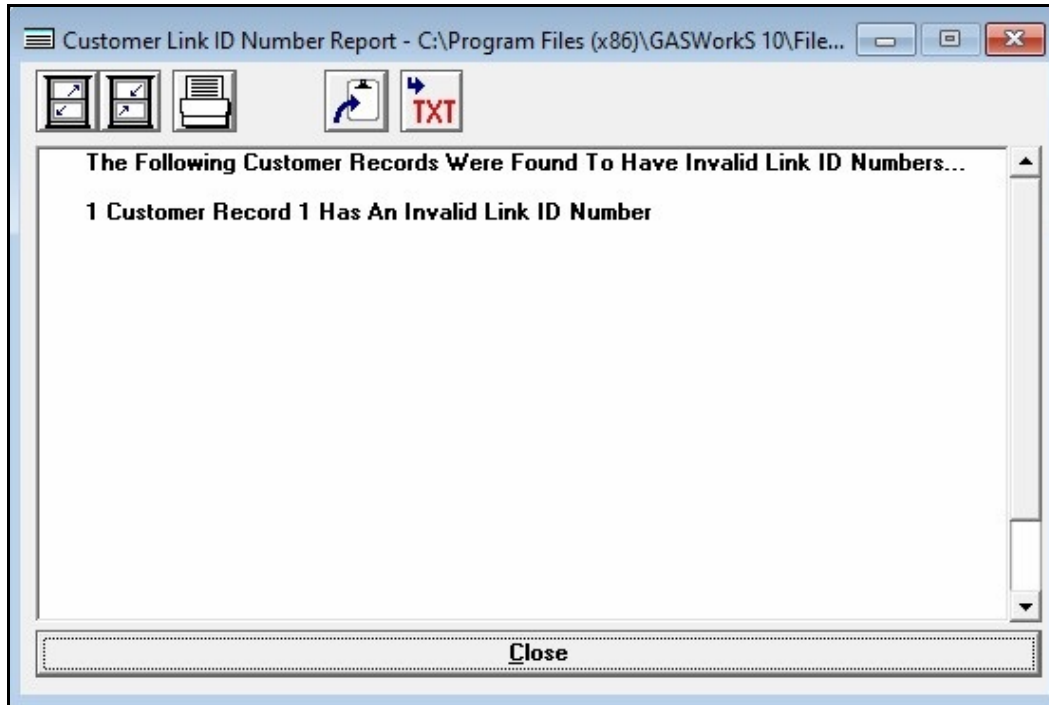 Customer Link ID Number Report - C:\Program Files (x86)\GASWorkS 10\File...
TXT
The Following Customer Records Were Found To Have Invalid Link ID Numbers...
1 Customer Record 1 Has An Invalid Link ID Number
Close